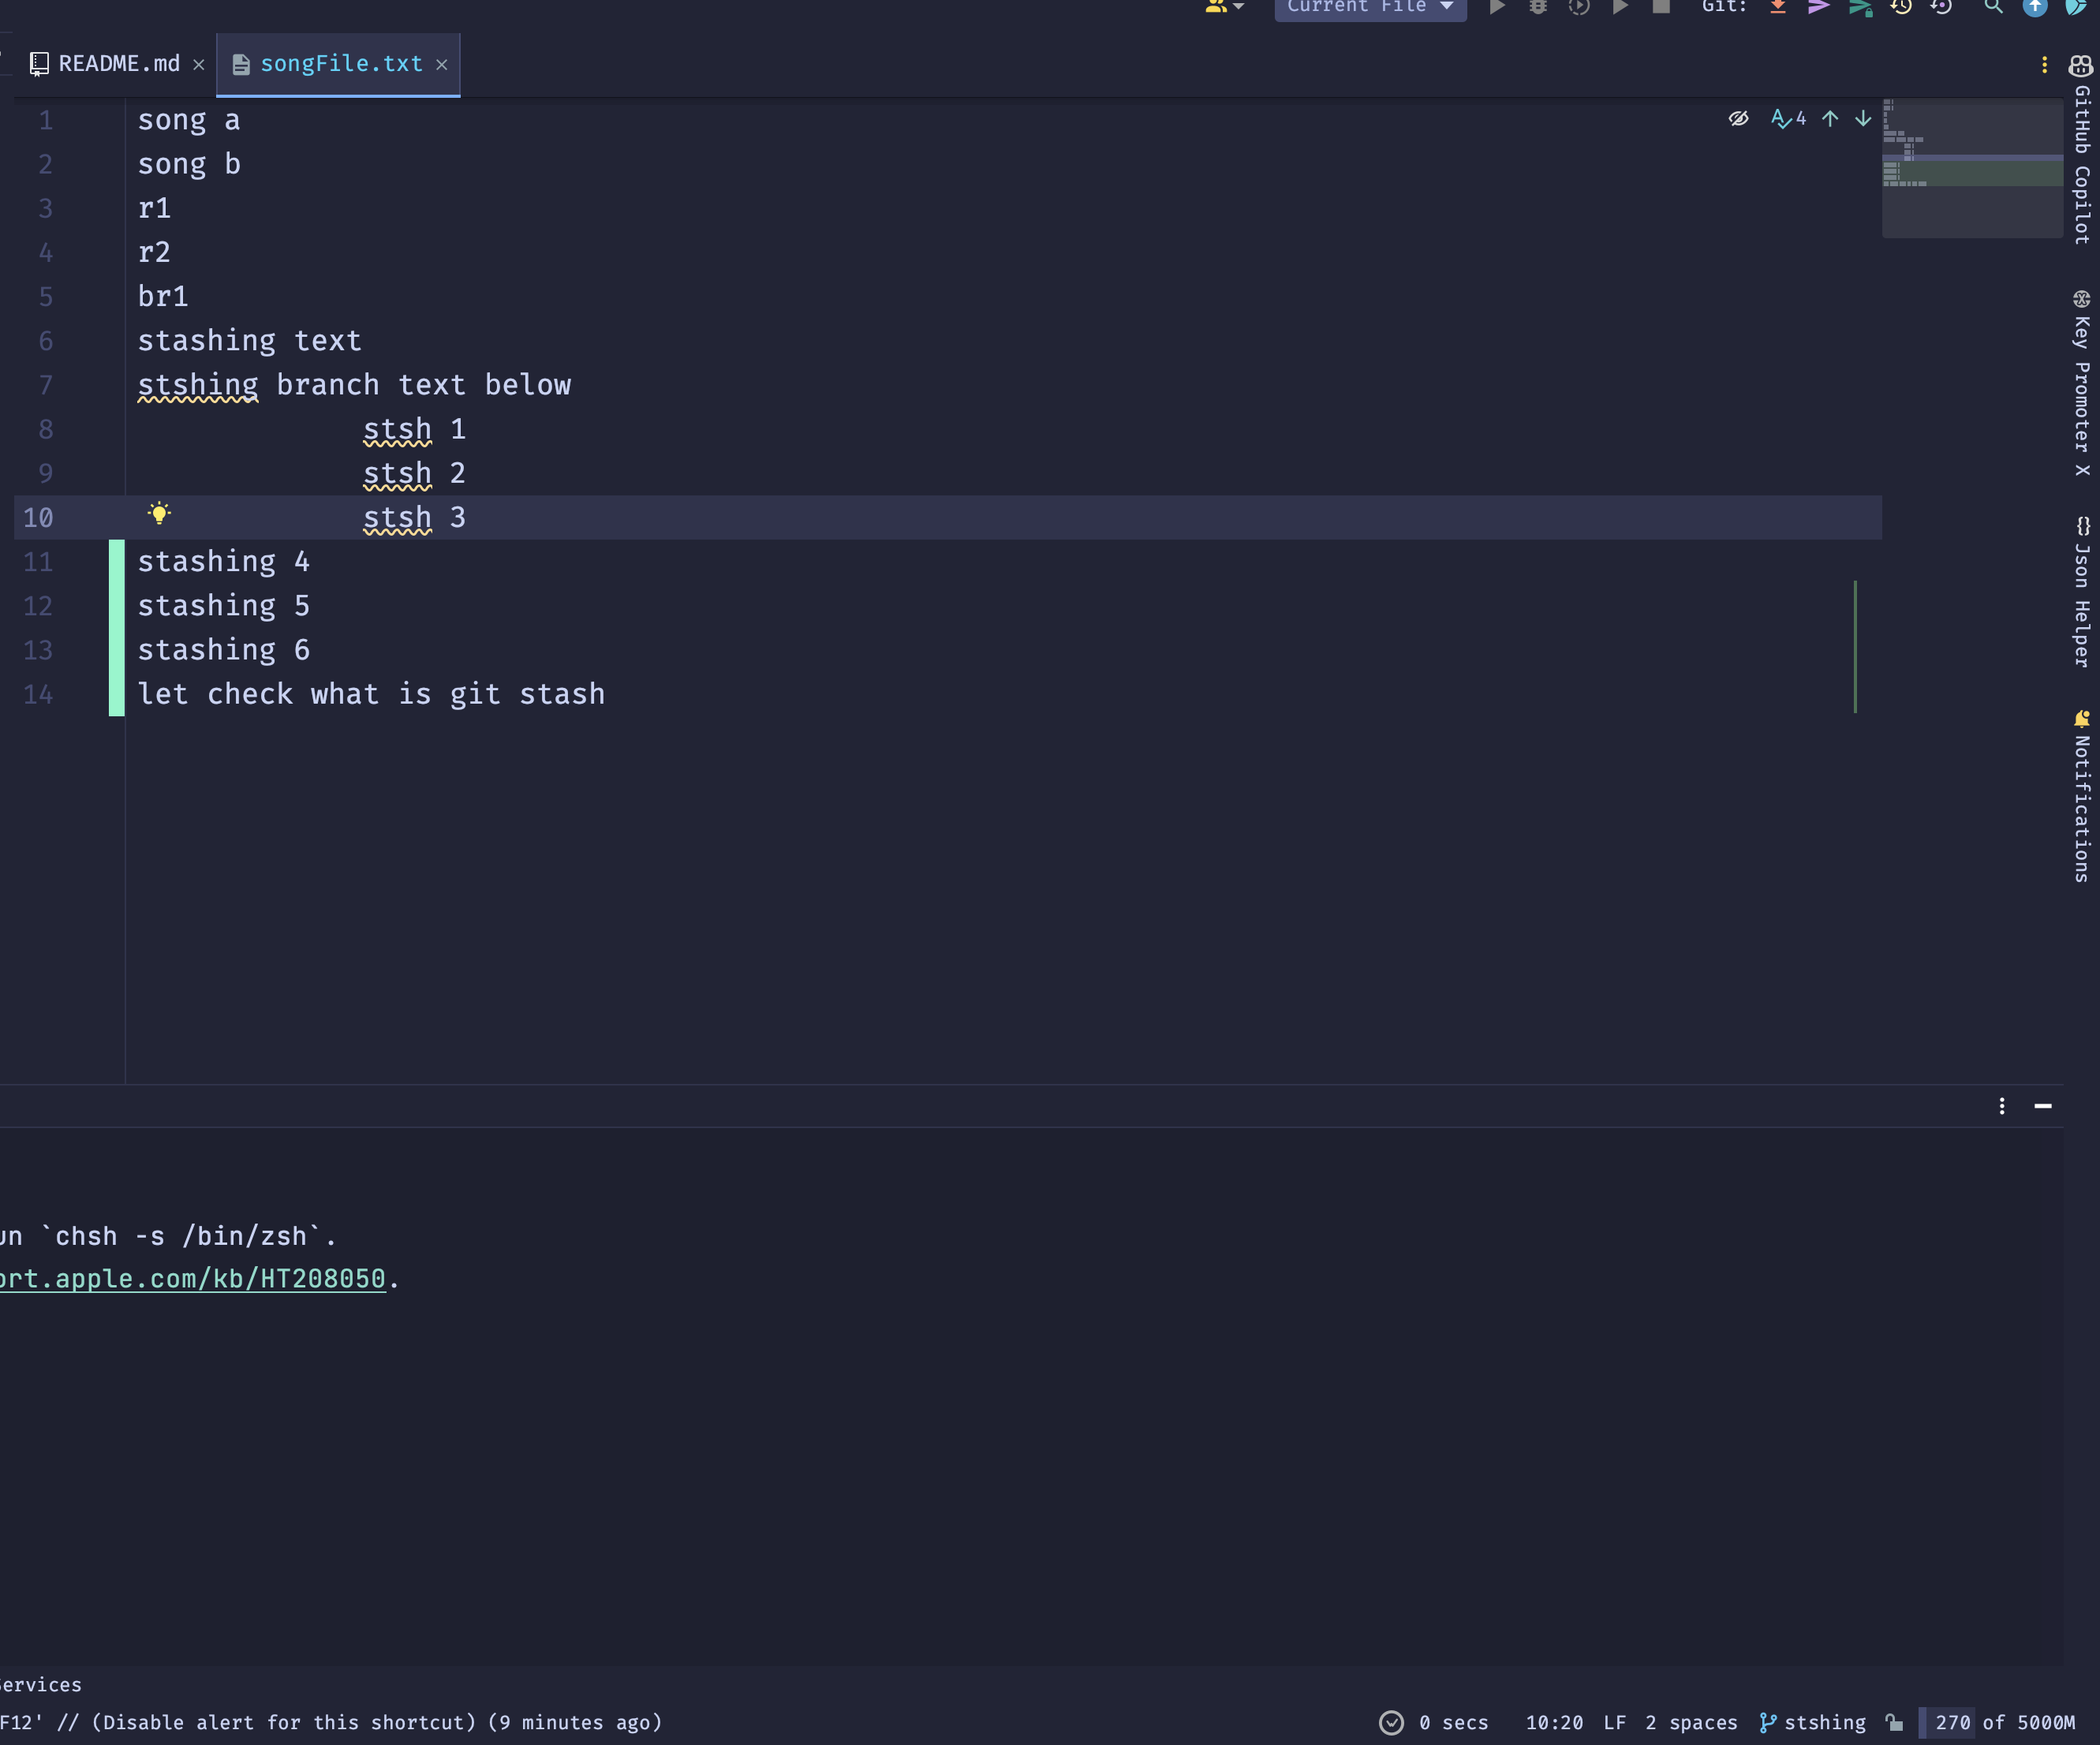 Current File
Git:
README.md
songFile.txt
1 song a
2 song b
3 r1
4 r2
5 br1
6 stashing text
7 stshing branch text below
8 stsh 1
9 stsh 2
10 stsh 3
11 stashing 4
12 stashing 5
13 stashing 6
14 let check what is git stash
4
GitHub Copilot
Key Promoter X
{} Json Helper
Notifications
un `chsh -s /bin/zsh`.
ort.apple.com/kb/HT208050.
ervices
F12' // (Disable alert for this shortcut) (9 minutes ago)
0 secs 10:20 LF 2 spaces stshing 270 of 5000M